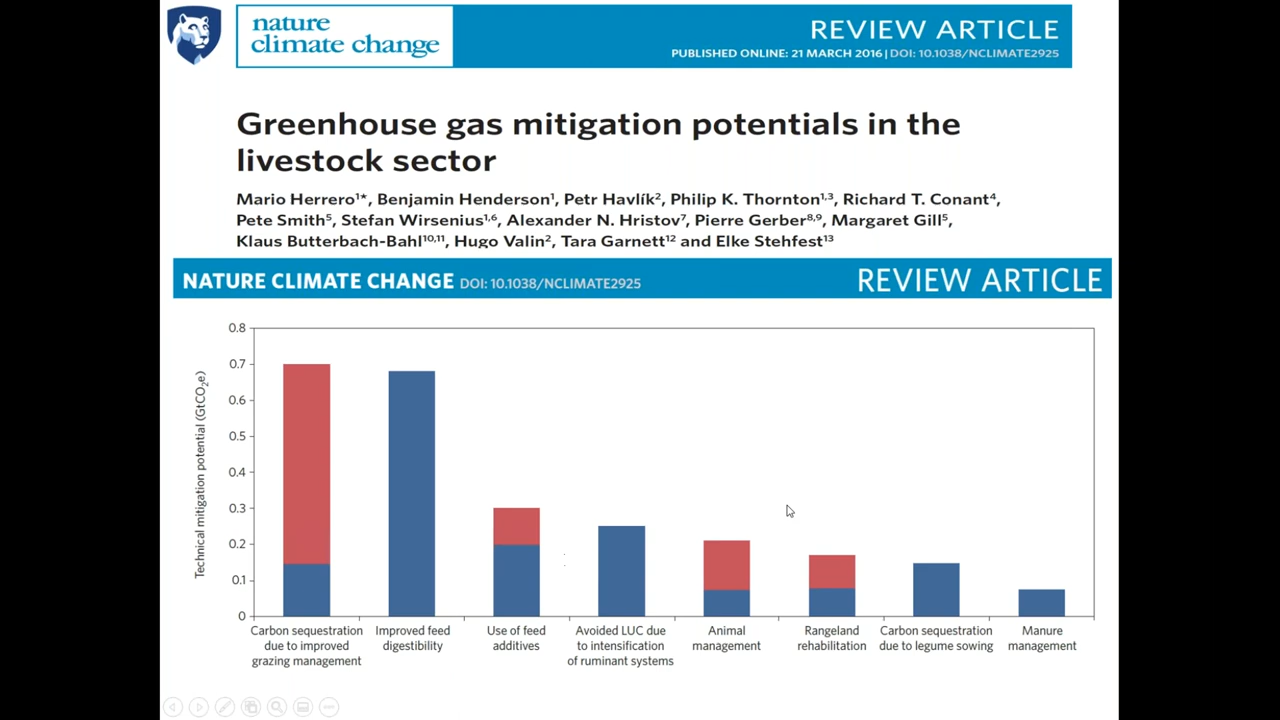 nature
climate change
REVIEW ARTICLE
PUBLISHED ONLINE: 21 MARCH 2016 | DOI: 10.1038/NCLIMATE2925
Greenhouse gas mitigation potentials in the
livestock sector
Mario Herrero¹*, Benjamin Henderson¹, Petr Havlík², Philip K. Thornton¹,³, Richard T. Conant⁴,
Pete Smith⁵, Stefan Wirsenius¹,⁶, Alexander N. Hristov⁷, Pierre Gerber⁸,⁹, Margaret Gill⁵,
Klaus Butterbach-Bahl¹⁰,¹¹, Hugo Valin², Tara Garnett¹² and Elke Stehfest¹³
NATURE CLIMATE CHANGE DOI: 10.1038/NCLIMATE2925
REVIEW ARTICLE
Technical mitigation potential (GtCO₂e)
0.8
0.7
0.6
0.5
0.4
0.3
0.2
0.1
0
Carbon sequestration
due to improved
grazing management
Improved feed
digestibility
Use of feed
additives
Avoided LUC due
to intensification
of ruminant systems
Animal
management
Rangeland
rehabilitation
Carbon sequestration
due to legume sowing
Manure
management